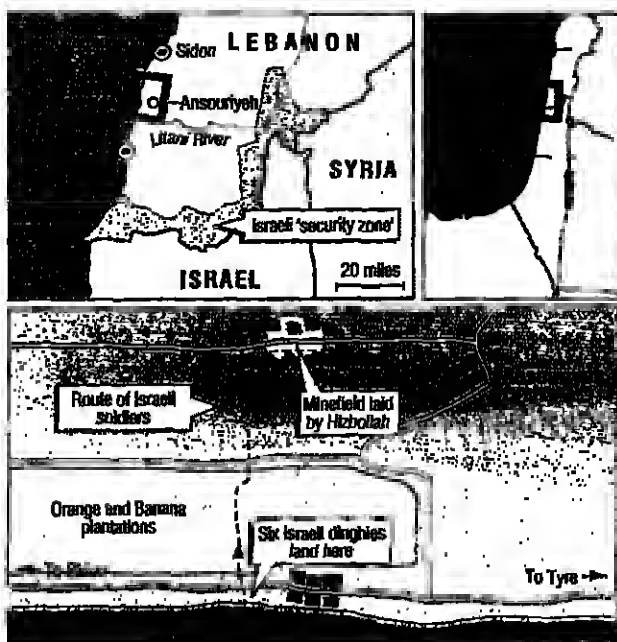 LEBANON
Sidon
Ansouriyeh
Litani River
SYRIA
Israeli 'security zone'
ISRAEL
20 miles
Route of Israeli
soldiers
Minefield laid
by Hizbollah
Orange and Banana
plantations
Six Israeli dinghies
land here
To Tyre